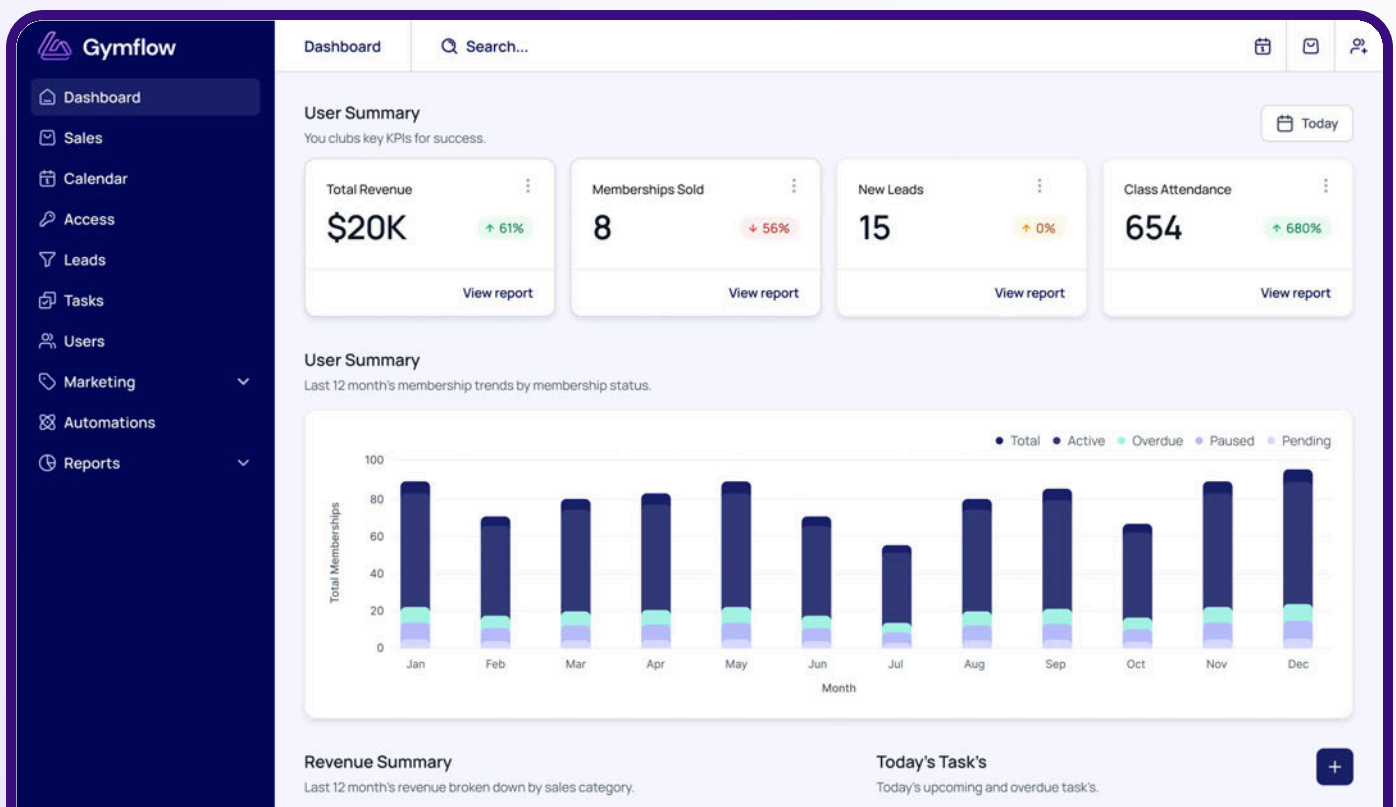 Gymflow
Dashboard
Search...
Dashboard
Sales
Calendar
Access
Leads
Tasks
Users
Marketing
Automations
Reports
User Summary
You clubs key KPIs for success.
Today
Total Revenue
$20K
↑ 61%
View report
Memberships Sold
8
↓ 56%
View report
New Leads
15
↑ 0%
View report
Class Attendance
654
↑ 680%
View report
User Summary
Last 12 month's membership trends by membership status.
Total Active Overdue Paused Pending
Total Memberships
100
80
60
40
20
0
Jan Feb Mar Apr May Jun Jul Aug Sep Oct Nov Dec
Month
Revenue Summary
Last 12 month's revenue broken down by sales category.
Today's Task's
Today's upcoming and overdue task's.
+